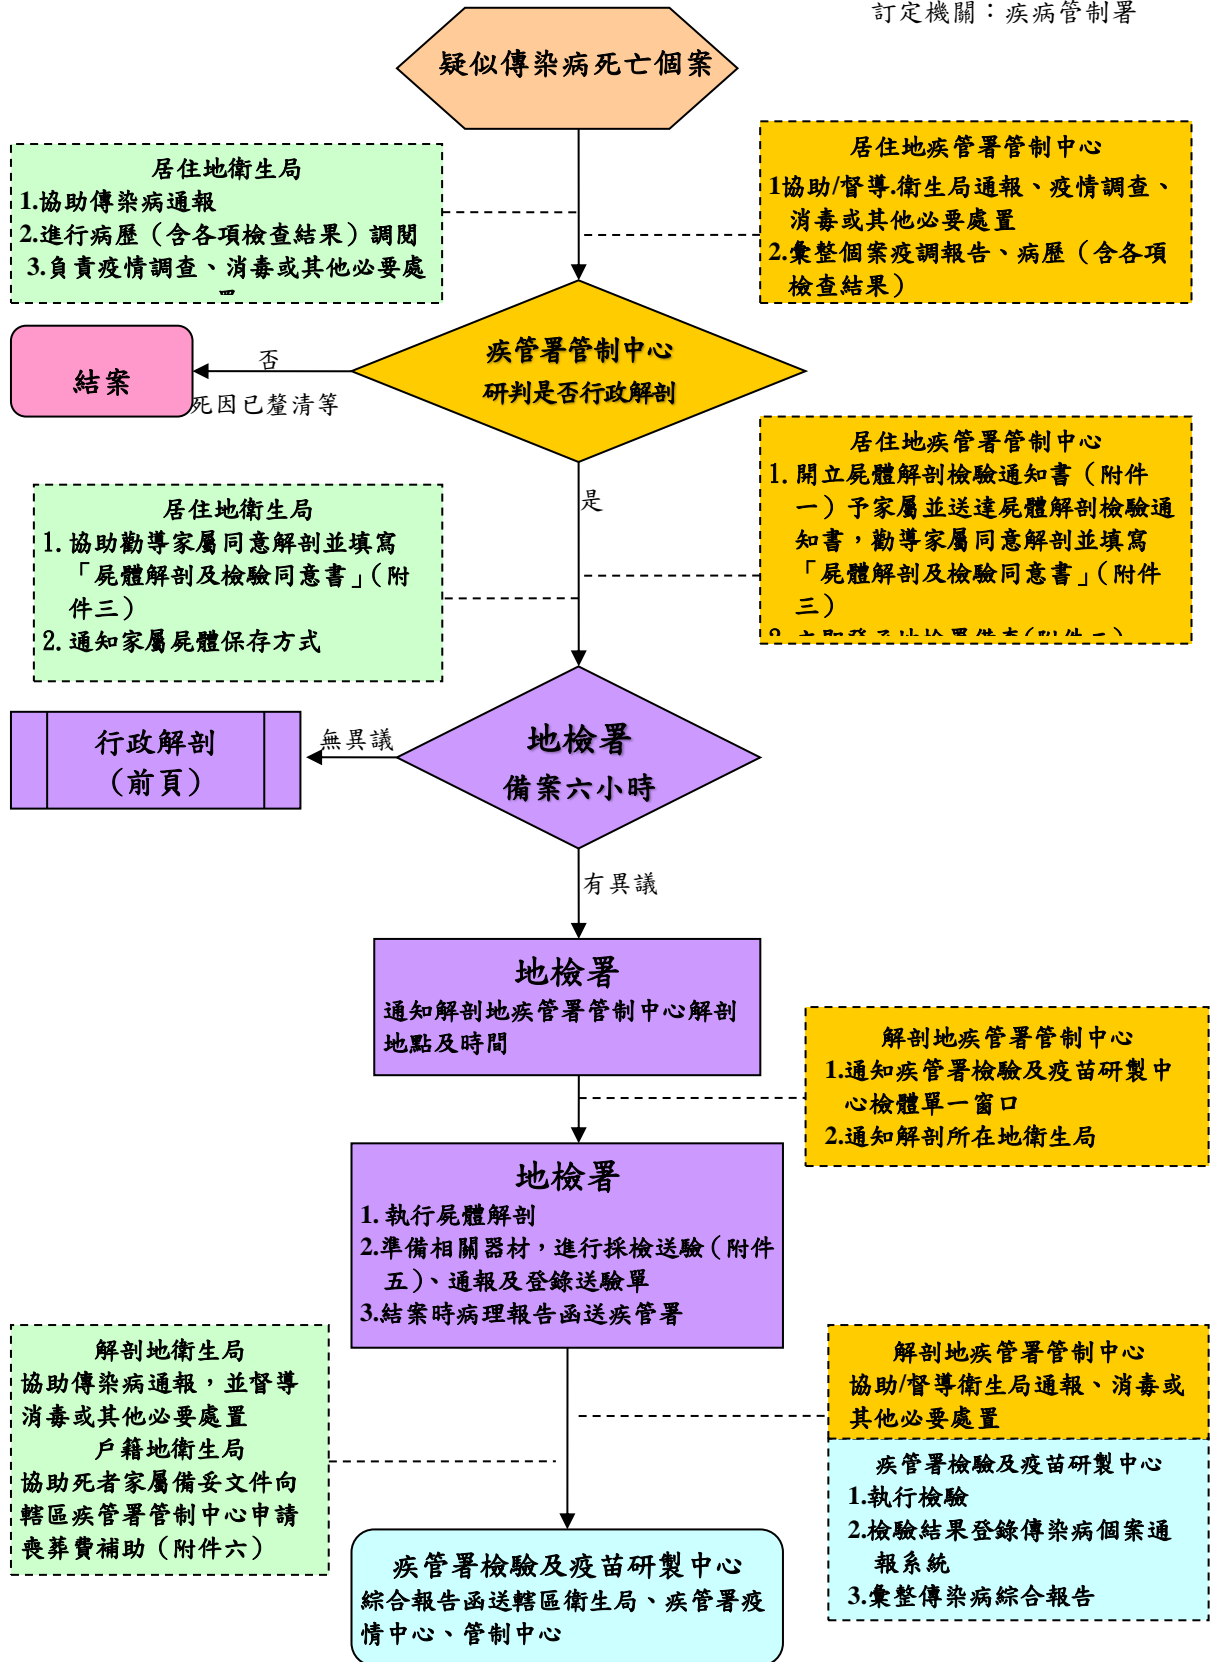 訂定機關：疾病管制署
疑似傳染病死亡個案
居住地衛生局
1.協助傳染病通報
2.進行病歷（含各項檢查結果）調閱
3.負責疫情調查、消毒或其他必要處
居住地疾管署管制中心
1協助/督導.衛生局通報、疫情調查、
消毒或其他必要處置
2.彙整個案疫調報告、病歷（含各項
檢查結果）
疾管署管制中心
研判是否行政解剖
否
死因已釐清等
結案
是
居住地衛生局
1. 協助勸導家屬同意解剖並填寫
「屍體解剖及檢驗同意書」（附
件三）
2. 通知家屬屍體保存方式
居住地疾管署管制中心
1. 開立屍體解剖檢驗通知書（附件
一）予家屬並送達屍體解剖檢驗通
知書，勸導家屬同意解剖並填寫
「屍體解剖及檢驗同意書」（附件
三）
地檢署
備案六小時
無異議
行政解剖
（前頁）
有異議
地檢署
通知解剖地疾管署管制中心解剖
地點及時間
解剖地疾管署管制中心
1.通知疾管署檢驗及疫苗研製中
心檢體單一窗口
2.通知解剖所在地衛生局
地檢署
1. 執行屍體解剖
2.準備相關器材，進行採檢送驗（附件
五）、通報及登錄送驗單
3.結案時病理報告函送疾管署
解剖地衛生局
協助傳染病通報，並督導
消毒或其他必要處置
戶籍地衛生局
協助死者家屬備妥文件向
轄區疾管署管制中心申請
喪葬費補助（附件六）
解剖地疾管署管制中心
協助/督導衛生局通報、消毒或
其他必要處置
疾管署檢驗及疫苗研製中心
1.執行檢驗
2.檢驗結果登錄傳染病個案通
報系統
3.彙整傳染病綜合報告
疾管署檢驗及疫苗研製中心
綜合報告函送轄區衛生局、疾管署疫
情中心、管制中心